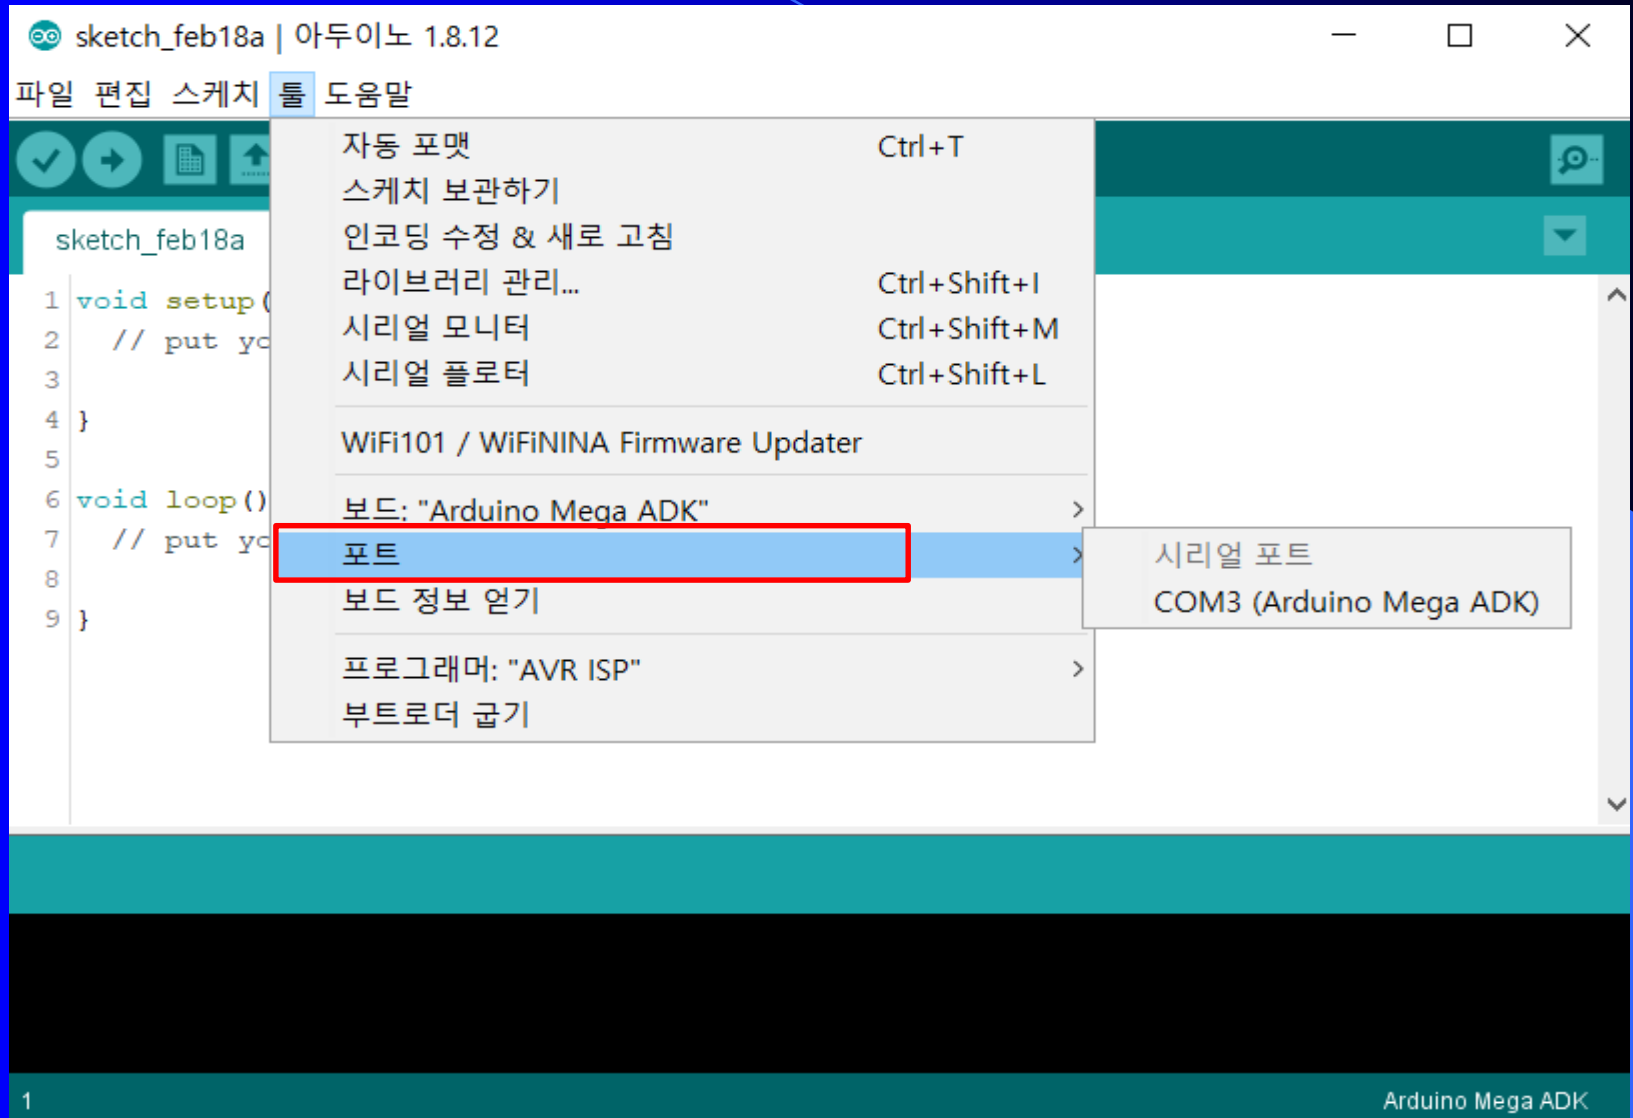 sketch_feb18a | 아두이노 1.8.12
파일 편집 스케치 툴 도움말
자동 포맷 Ctrl+T
스케치 보관하기
인코딩 수정 & 새로 고침
라이브러리 관리... Ctrl+Shift+I
시리얼 모니터 Ctrl+Shift+M
시리얼 플로터 Ctrl+Shift+L
WiFi101 / WiFiNINA Firmware Updater
보드: "Arduino Mega ADK"
포트
보드 정보 얻기
프로그래머: "AVR ISP"
부트로더 굽기
시리얼 포트
COM3 (Arduino Mega ADK)
sketch_feb18a
1 void setup(
2 // put yo
3
4 }
5
6 void loop()
7 // put yo
8
9 }
1 Arduino Mega ADK